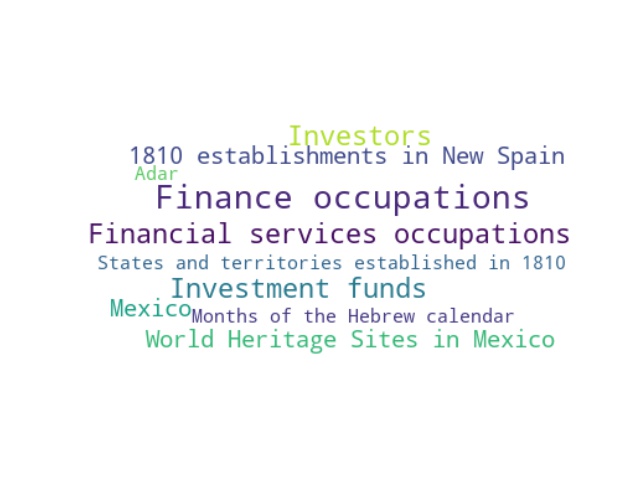 Investors
1810 establishments in New Spain
Adar
Finance occupations
Financial services occupations
States and territories established in 1810
Investment funds
Mexico
Months of the Hebrew calendar
World Heritage Sites in Mexico